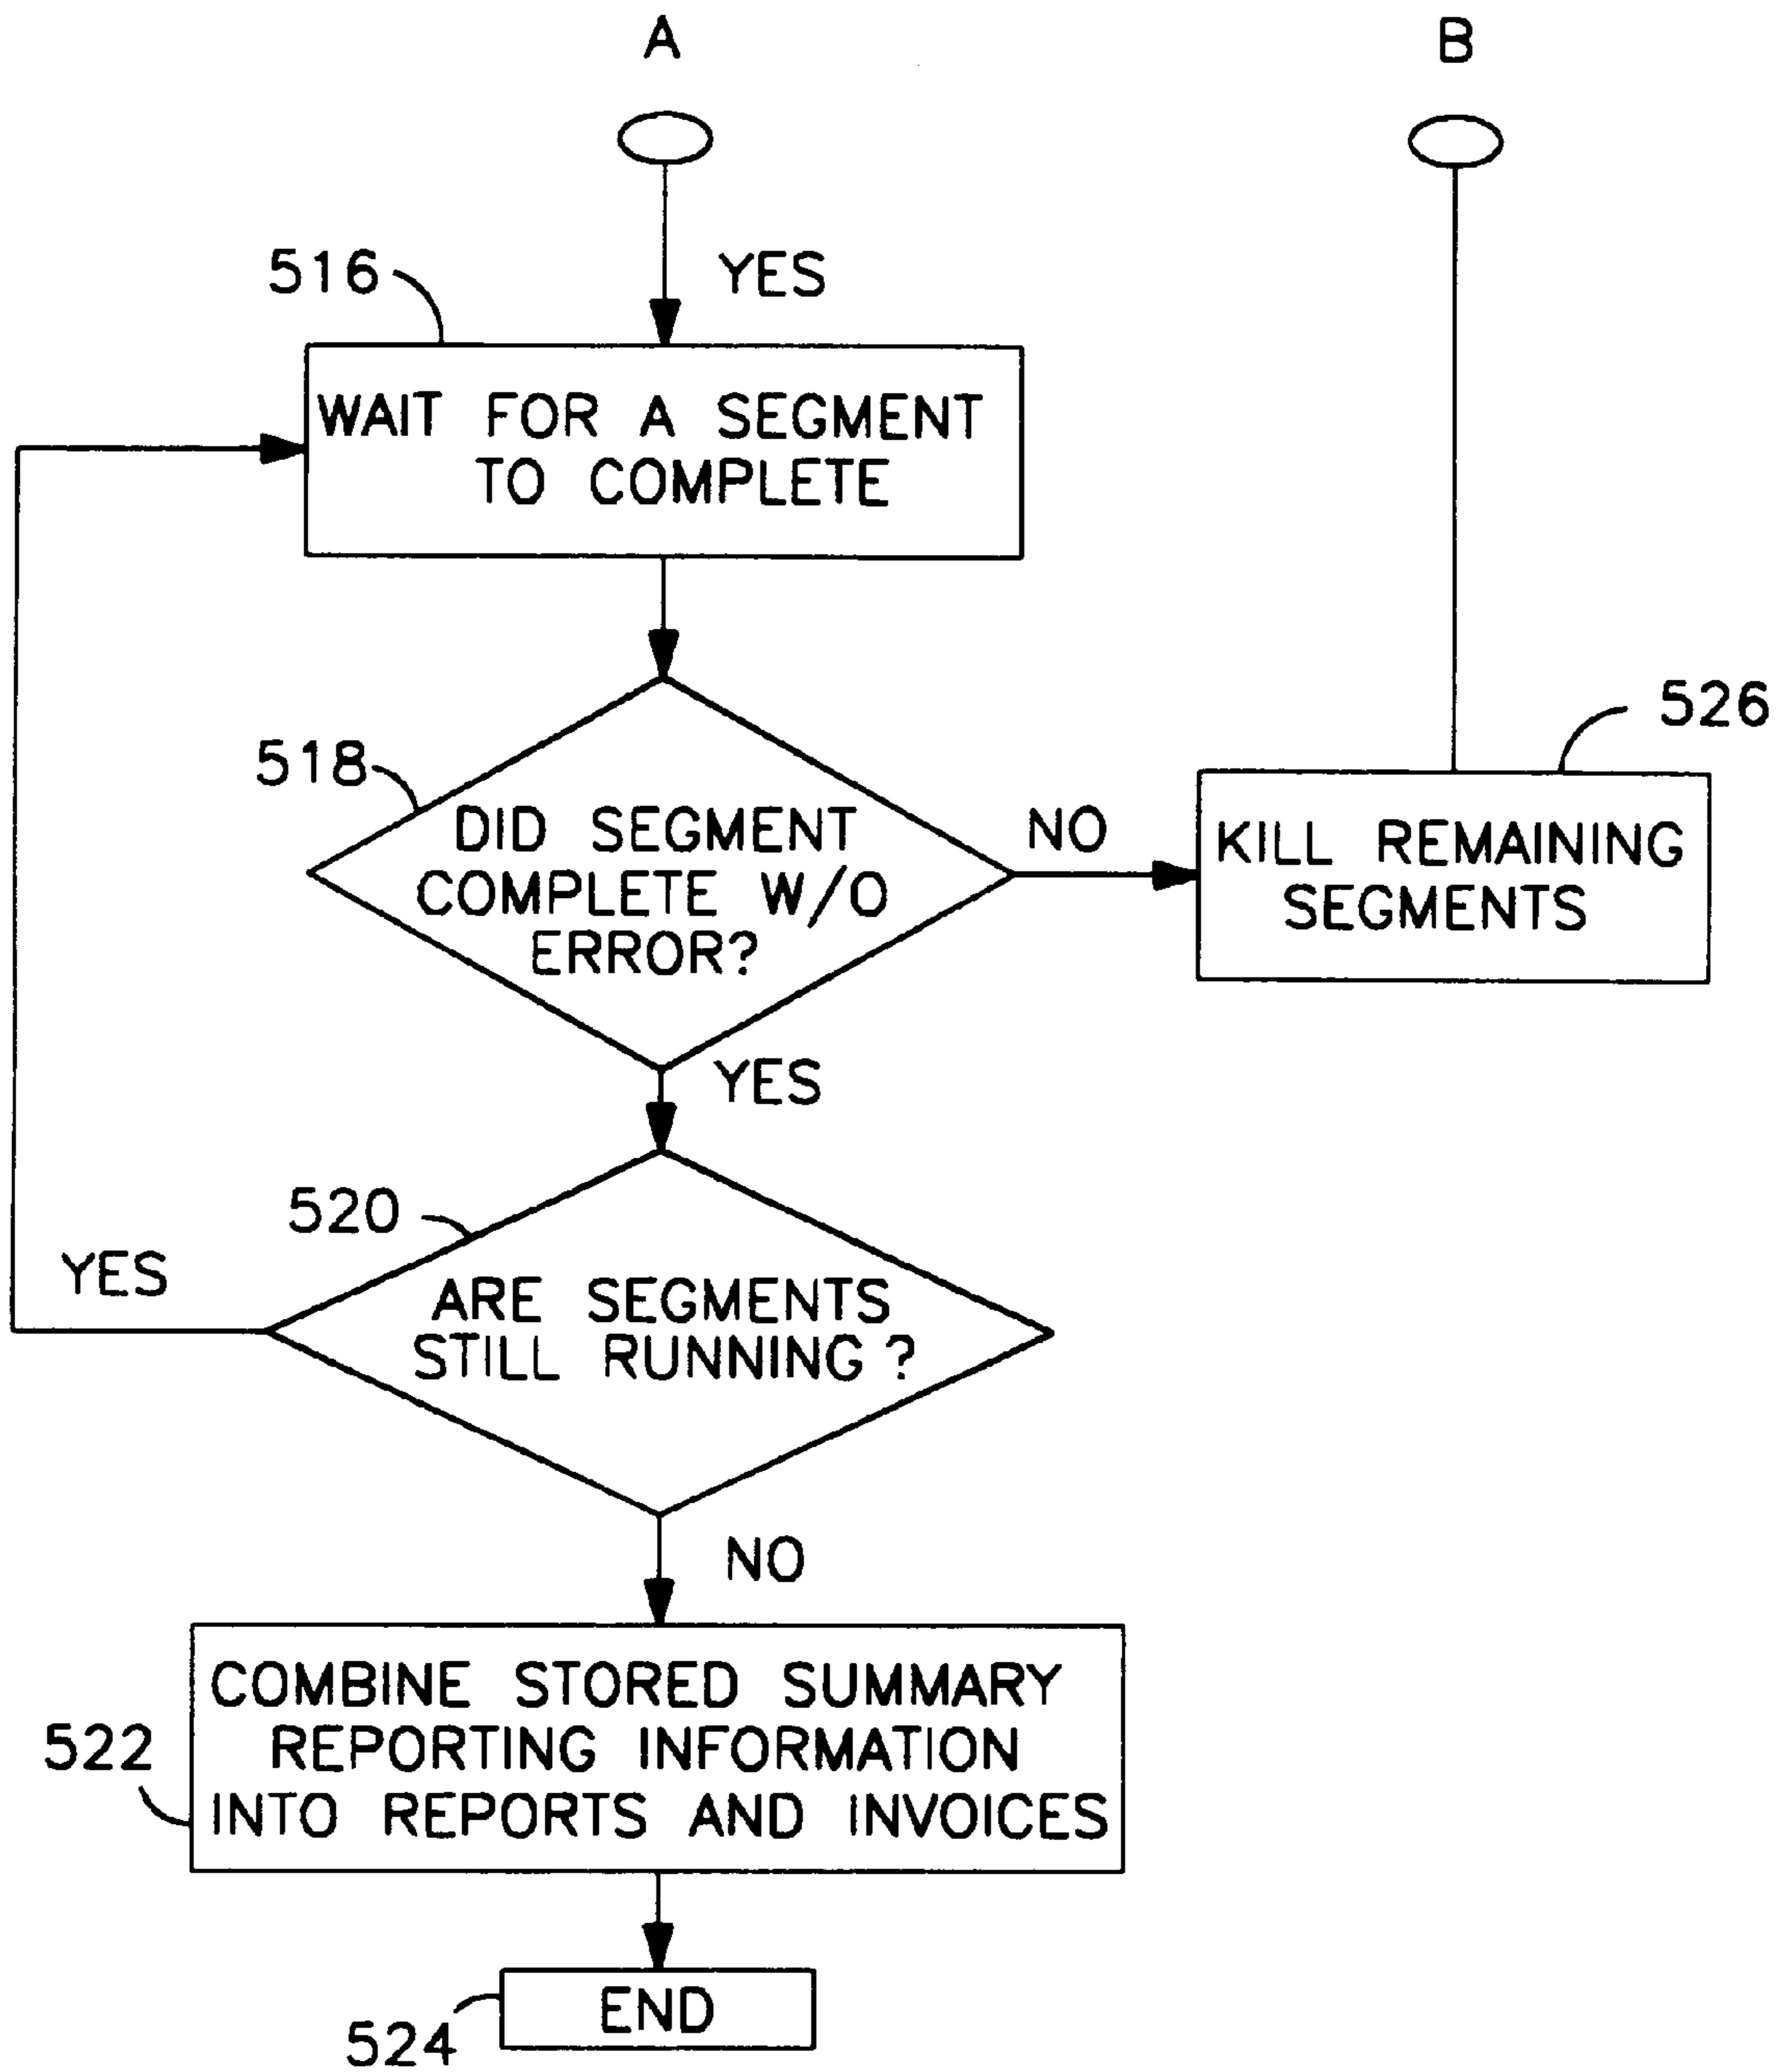 A
B
516
YES
WAIT FOR A SEGMENT
TO COMPLETE
526
518
DID SEGMENT
COMPLETE W/O
ERROR?
NO
KILL REMAINING
SEGMENTS
YES
520
YES
ARE SEGMENTS
STILL RUNNING?
NO
522
COMBINE STORED SUMMARY
REPORTING INFORMATION
INTO REPORTS AND INVOICES
END
524